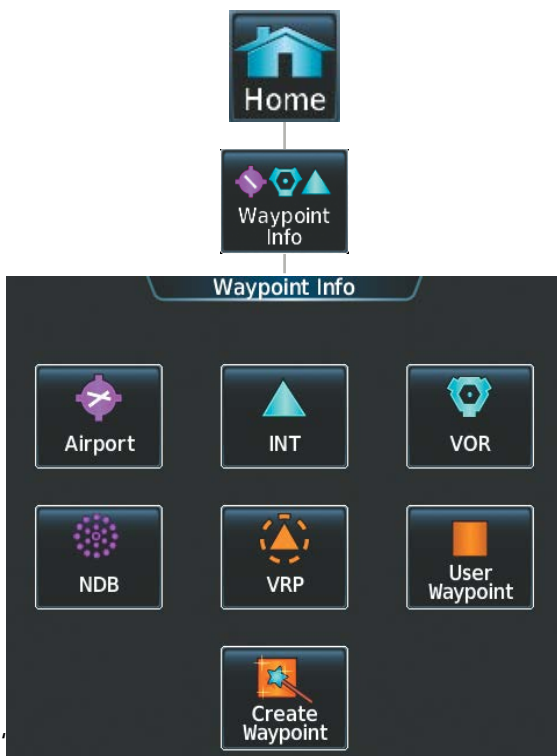 Home
Waypoint
Info
Waypoint Info
Airport
INT
VOR
NDB
VRP
User
Waypoint
Create
Waypoint